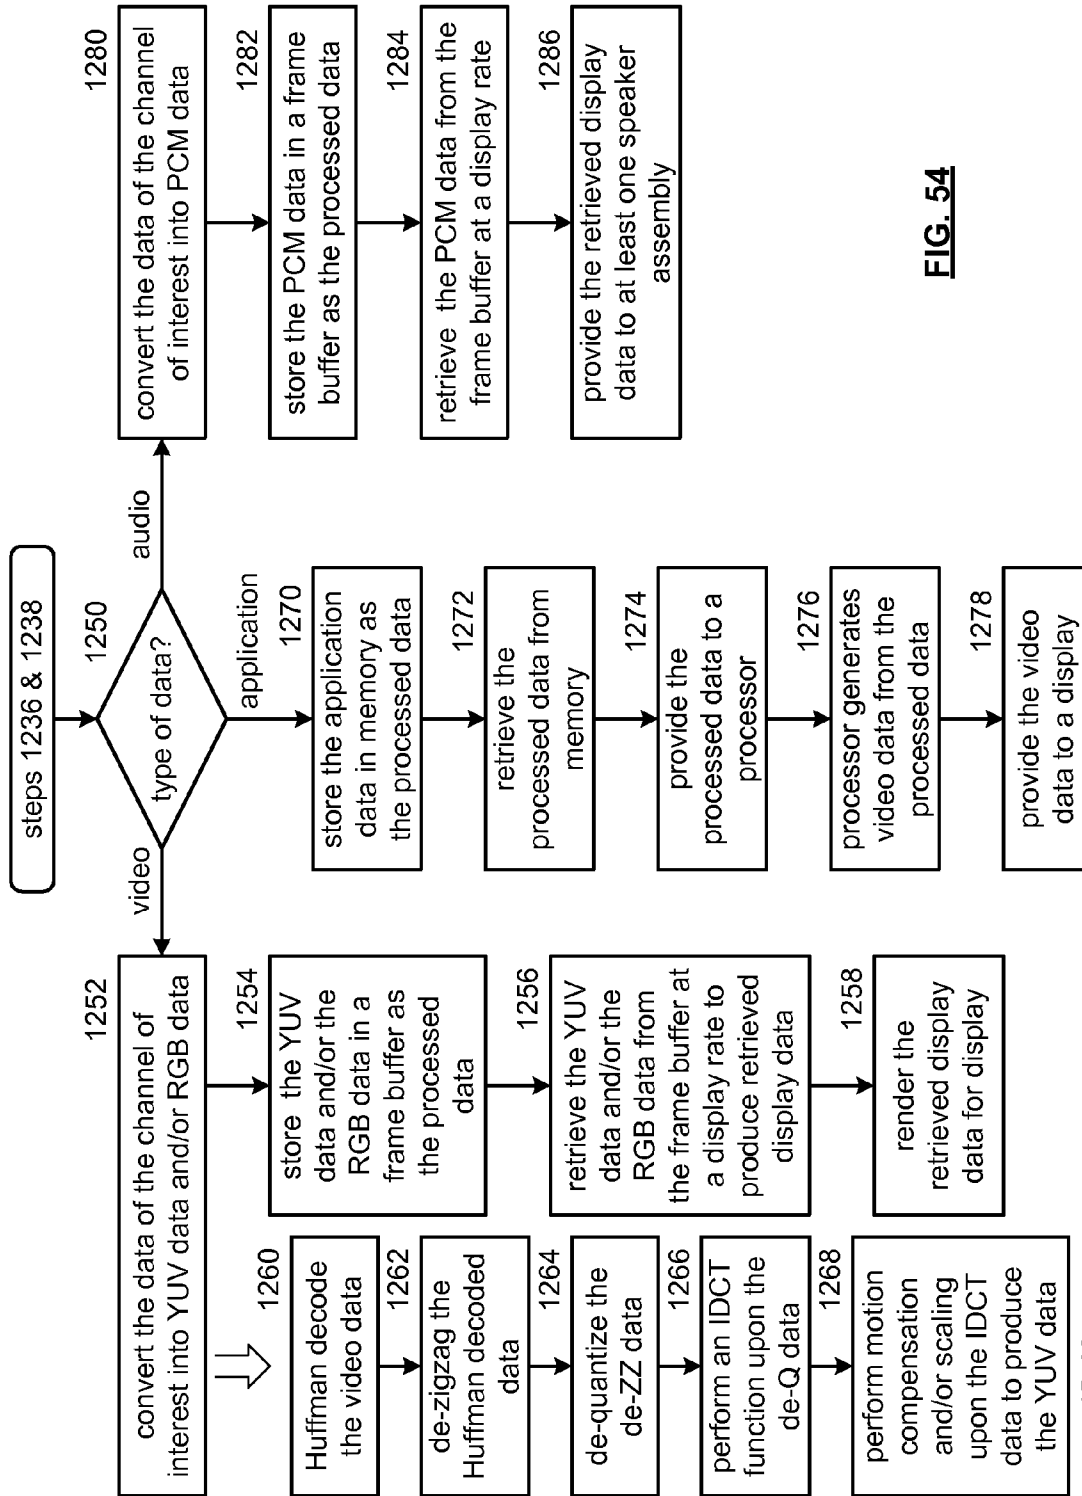 steps 1236 & 1238
1250
type of data?
video
application
audio
1252
convert the data of the channel of
interest into YUV data and/or RGB data
1254
store the YUV
data and/or the
RGB data in a
frame buffer as
the processed
data
1256
retrieve the YUV
data and/or the
RGB data from
the frame buffer at
a display rate to
produce retrieved
display data
1258
render the
retrieved display
data for display
1260
Huffman decode
the video data
1262
de-zigzag the
Huffman decoded
data
1264
de-quantize the
de-ZZ data
1266
perform an IDCT
function upon the
de-Q data
1268
perform motion
compensation
and/or scaling
upon the IDCT
data to produce
the YUV data
1270
store the application
data in memory as
the processed data
1272
retrieve the
processed data from
memory
1274
provide the
processed data to a
processor
1276
processor generates
video data from the
processed data
1278
provide the video
data to a display
1280
convert the data of the channel
of interest into PCM data
1282
store the PCM data in a frame
buffer as the processed data
1284
retrieve the PCM data from the
frame buffer at a display rate
1286
provide the retrieved display
data to at least one speaker
assembly
FIG. 54